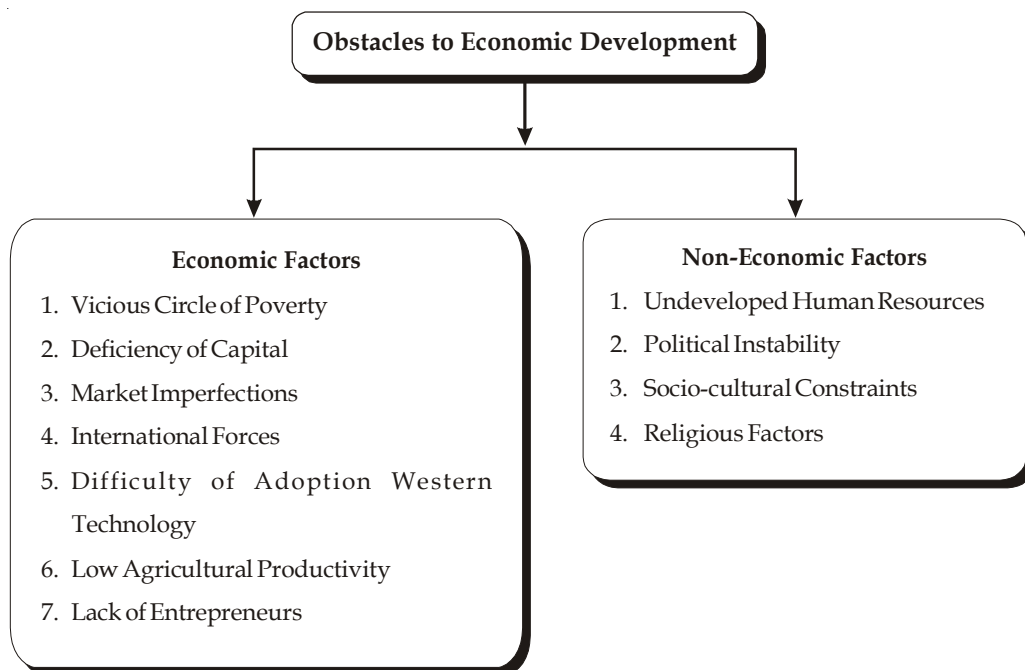 Obstacles to Economic Development
Economic Factors
1. Vicious Circle of Poverty
2. Deficiency of Capital
3. Market Imperfections
4. International Forces
5. Difficulty of Adoption Western
Technology
6. Low Agricultural Productivity
7. Lack of Entrepreneurs
Non-Economic Factors
1. Undeveloped Human Resources
2. Political Instability
3. Socio-cultural Constraints
4. Religious Factors